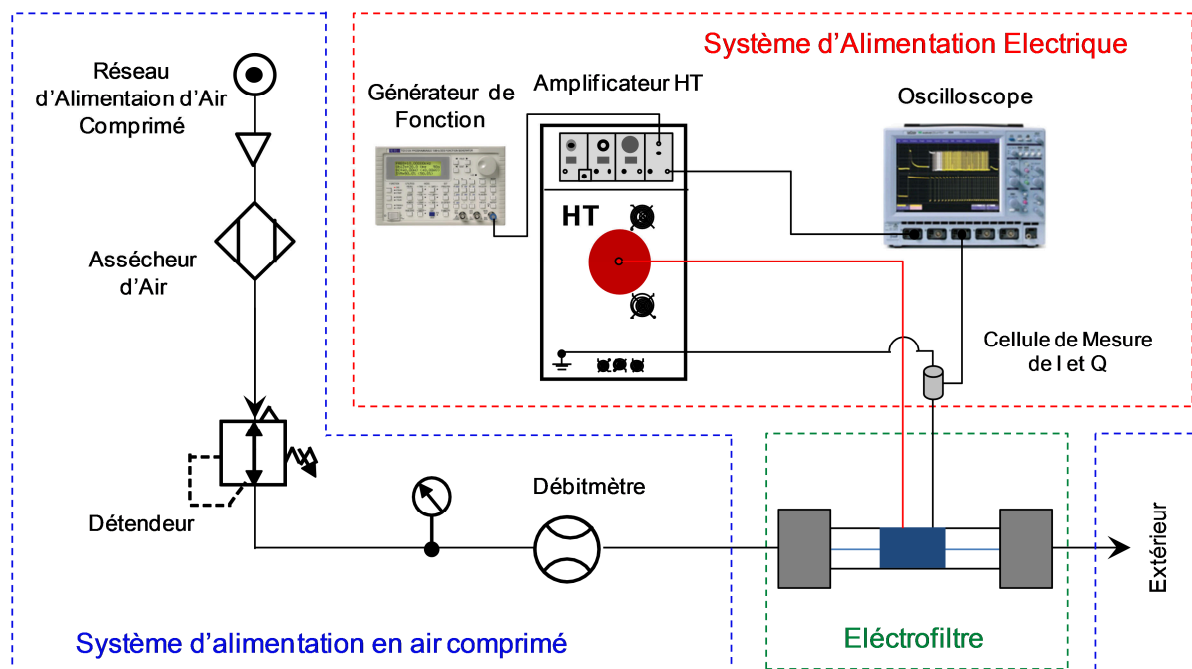 Système d'Alimentation Electrique
Réseau
d'Alimentaion d'Air
Comprimé
Générateur de
Fonction
Amplificateur HT
Oscilloscope
HT
Assécheur
d'Air
Cellule de Mesure
de I et Q
Détendeur
Débitmètre
Extérieur
Système d'alimentation en air comprimé
Eléctrofiltre